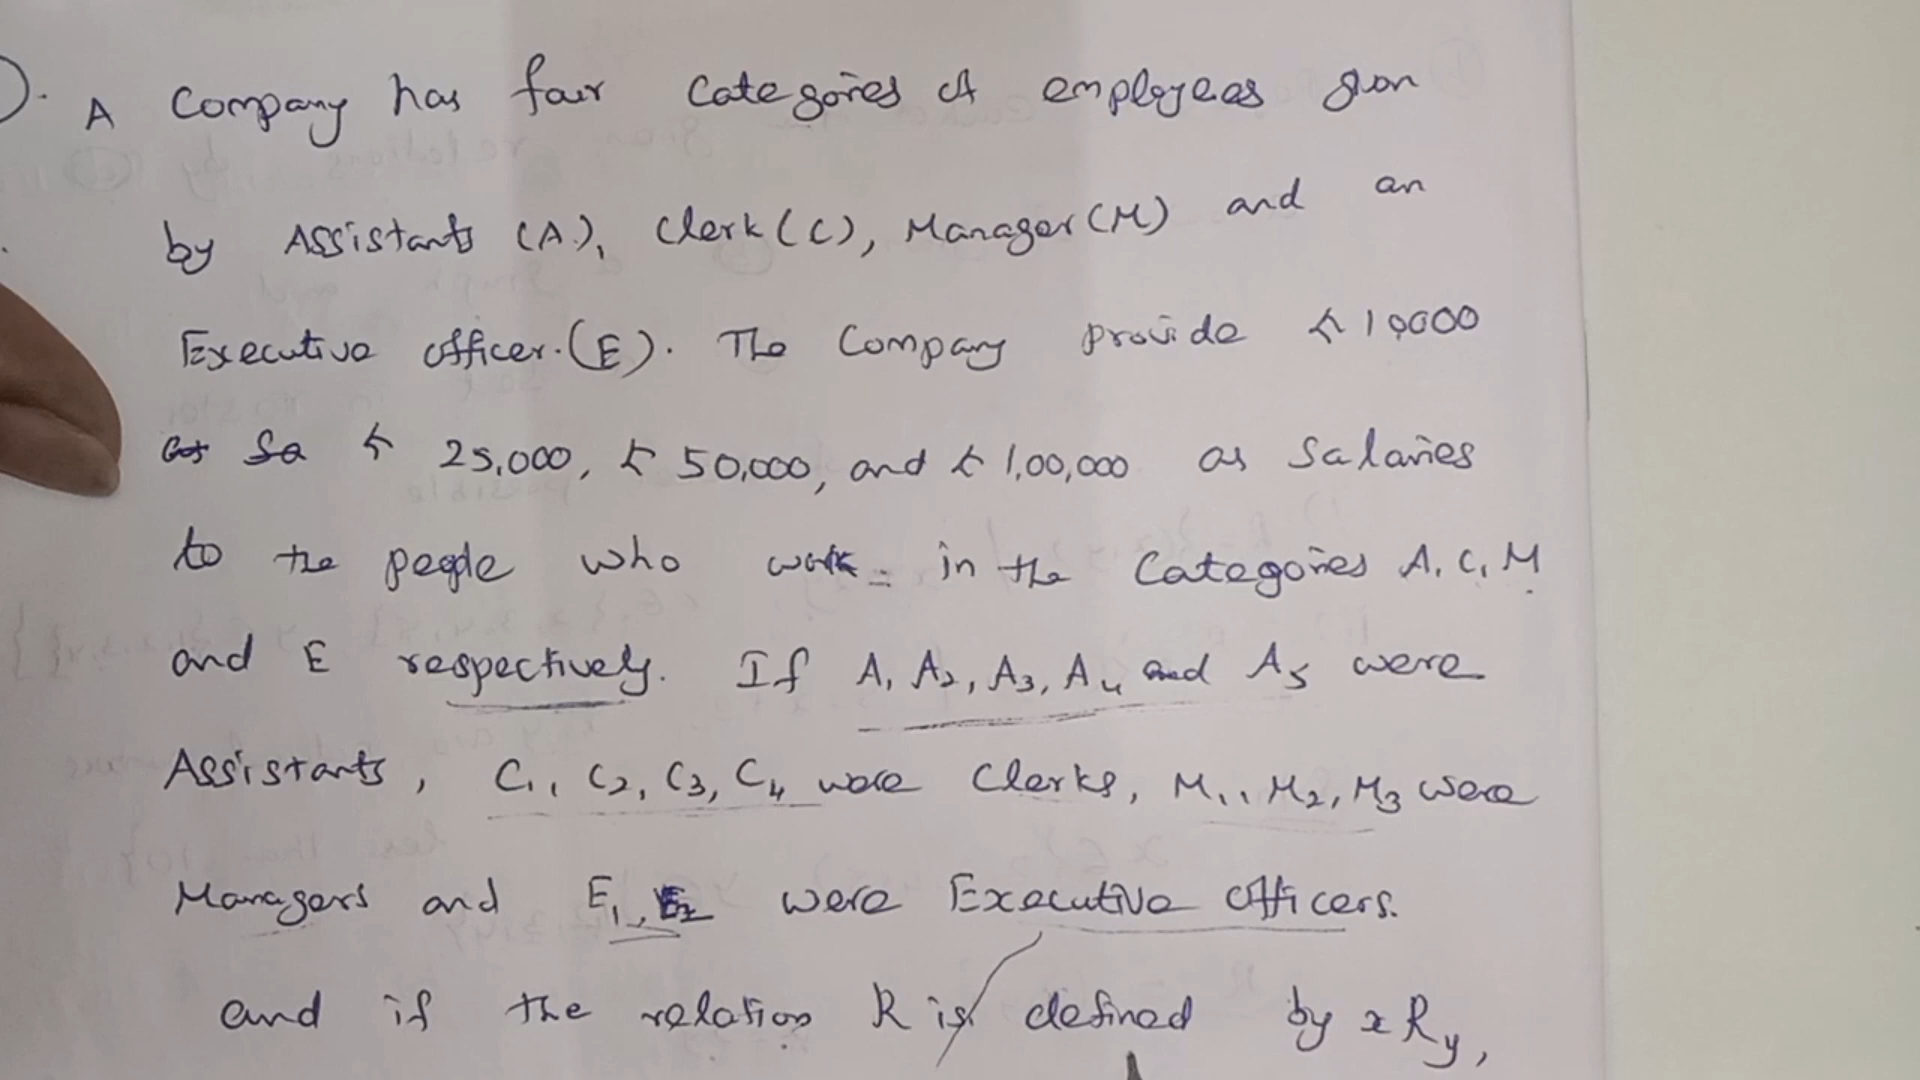 A Company has four Categories of employees given
by Assistants (A), Clerk (C), Manager (M) and an
Executive officer (E). The Company provide ₹ 10,000
₹ 25,000, ₹ 50,000, and ₹ 1,00,000 as Salaries
to the people who work in the Categories A, C, M
and E respectively. If A₁, A₂, A₃, A₄ and A₅ were
Assistants, C₁, C₂, C₃, C₄ were Clerks, M₁, M₂, M₃ were
Managers and E₁, E₂ were Executive officers.
and if the relation R is defined by xRy,